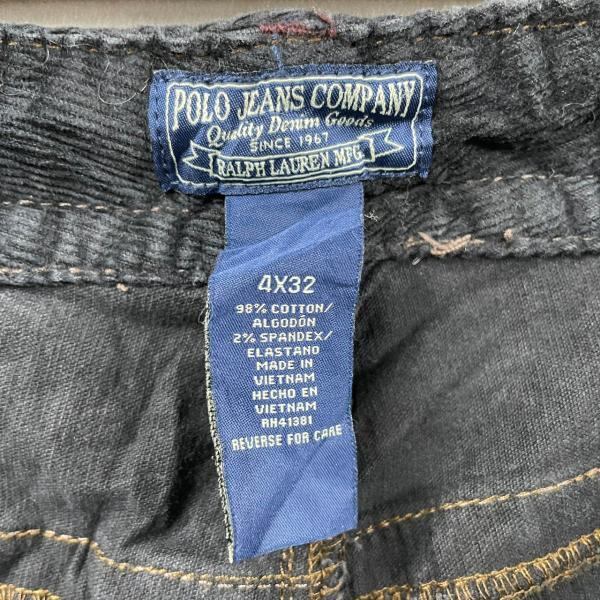 POLO JEANS COMPANY
Quality Denim Goods
SINCE 1967
RALPH LAUREN MFG.
4X32
98% COTTON/
ALGODÓN
2% SPANDEX/
ELASTANO
MADE IN
VIETNAM
HECHO EN
VIETNAM
RN41381
REVERSE FOR CARE